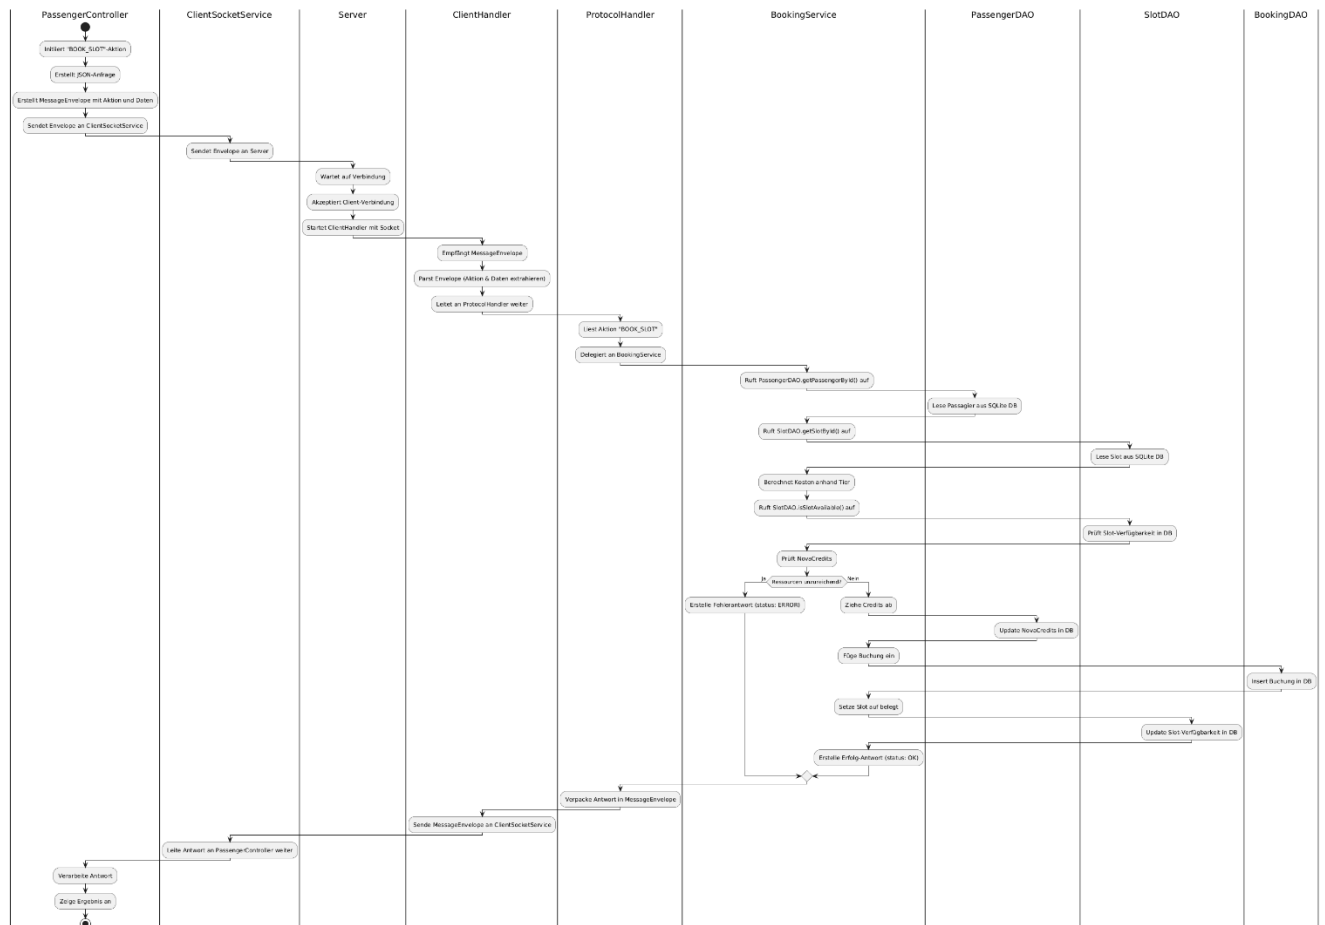 PassengerController
ClientSocketService
Server
ClientHandler
ProtocolHandler
BookingService
PassengerDAO
SlotDAO
BookingDAO
Initiiert "BOOK_SLOT"-Aktion
Erstellt JSON-Anfrage
Erstellt MessageEnvelope mit Aktion und Daten
Sendet Envelope an ClientSocketService
Sendet Envelope an Server
Wartet auf Verbindung
Akzeptiert Client-Verbindung
Startet ClientHandler mit Socket
Empfängt MessageEnvelope
Parst Envelope (Aktion & Daten extrahieren)
Leitet an ProtocolHandler weiter
Liest Aktion "BOOK_SLOT"
Delegiert an BookingService
Ruft PassengerDAO.getPassengerById() auf
Lese Passagier aus SQLite DB
Ruft SlotDAO.getSlotById() auf
Lese Slot aus SQLite DB
Berechnet Kosten anhand Tier
Ruft SlotDAO.isSlotAvailable() auf
Prüft Slot-Verfügbarkeit in DB
Prüft NovaCredits
Ja
Ressourcen unzureichend?
Nein
Erstelle Fehlerantwort (status: ERROR)
Ziehe Credits ab
Update NovaCredits in DB
Füge Buchung ein
Insert Buchung in DB
Setze Slot auf belegt
Update Slot-Verfügbarkeit in DB
Erstelle Erfolg-Antwort (status: OK)
Verpacke Antwort in MessageEnvelope
Sende MessageEnvelope an ClientSocketService
Leite Antwort an PassengerController weiter
Verarbeite Antwort
Zeige Ergebnis an